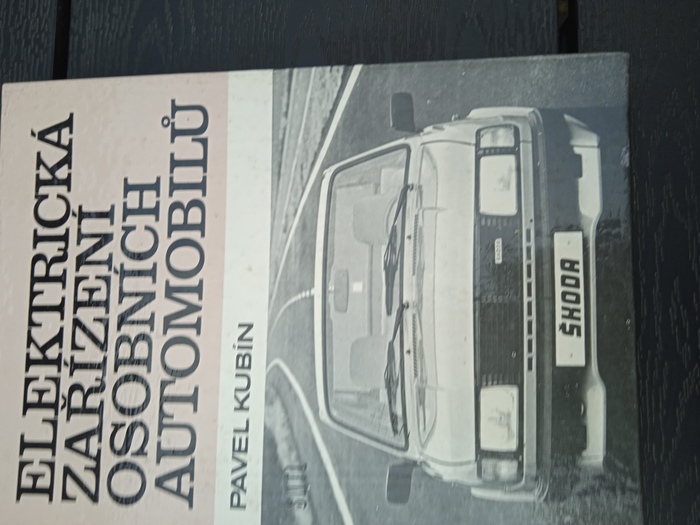 ELEKTRICKÁ
ZAŘÍZENÍ
OSOBNÍCH
AUTOMOBILŮ
PAVEL KUBÍN
ŠKODA